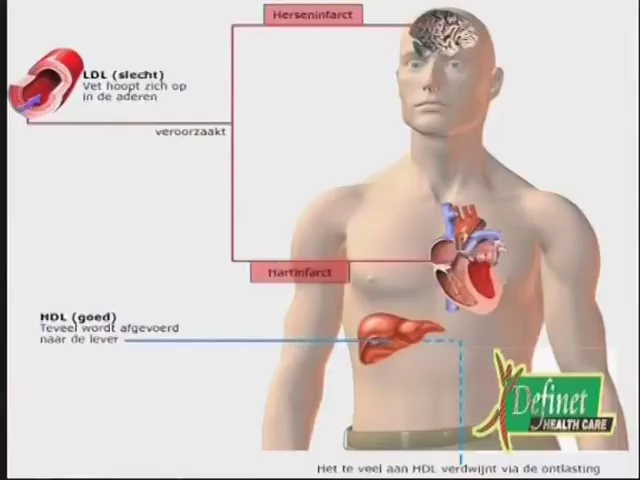 Herseninfarct
LDL (slecht)
Vet hoopt zich op
in de aderen
veroorzaakt
Hartinfarct
HDL (goed)
Teveel wordt afgevoerd
naar de lever
Definet
HEALTH CARE
Het te veel aan HDL verdwijnt via de ontlasting